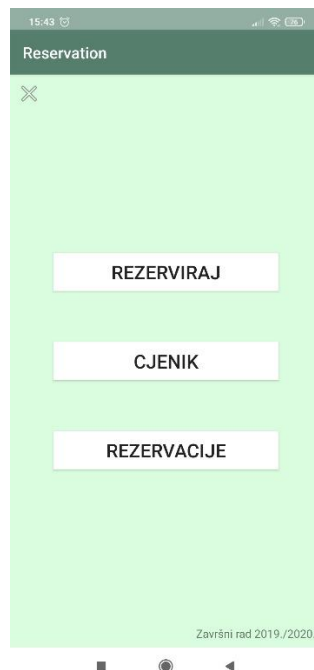 15:43
Reservation
REZERVIRAJ
CJENIK
REZERVACIJE
Završni rad 2019./2020.